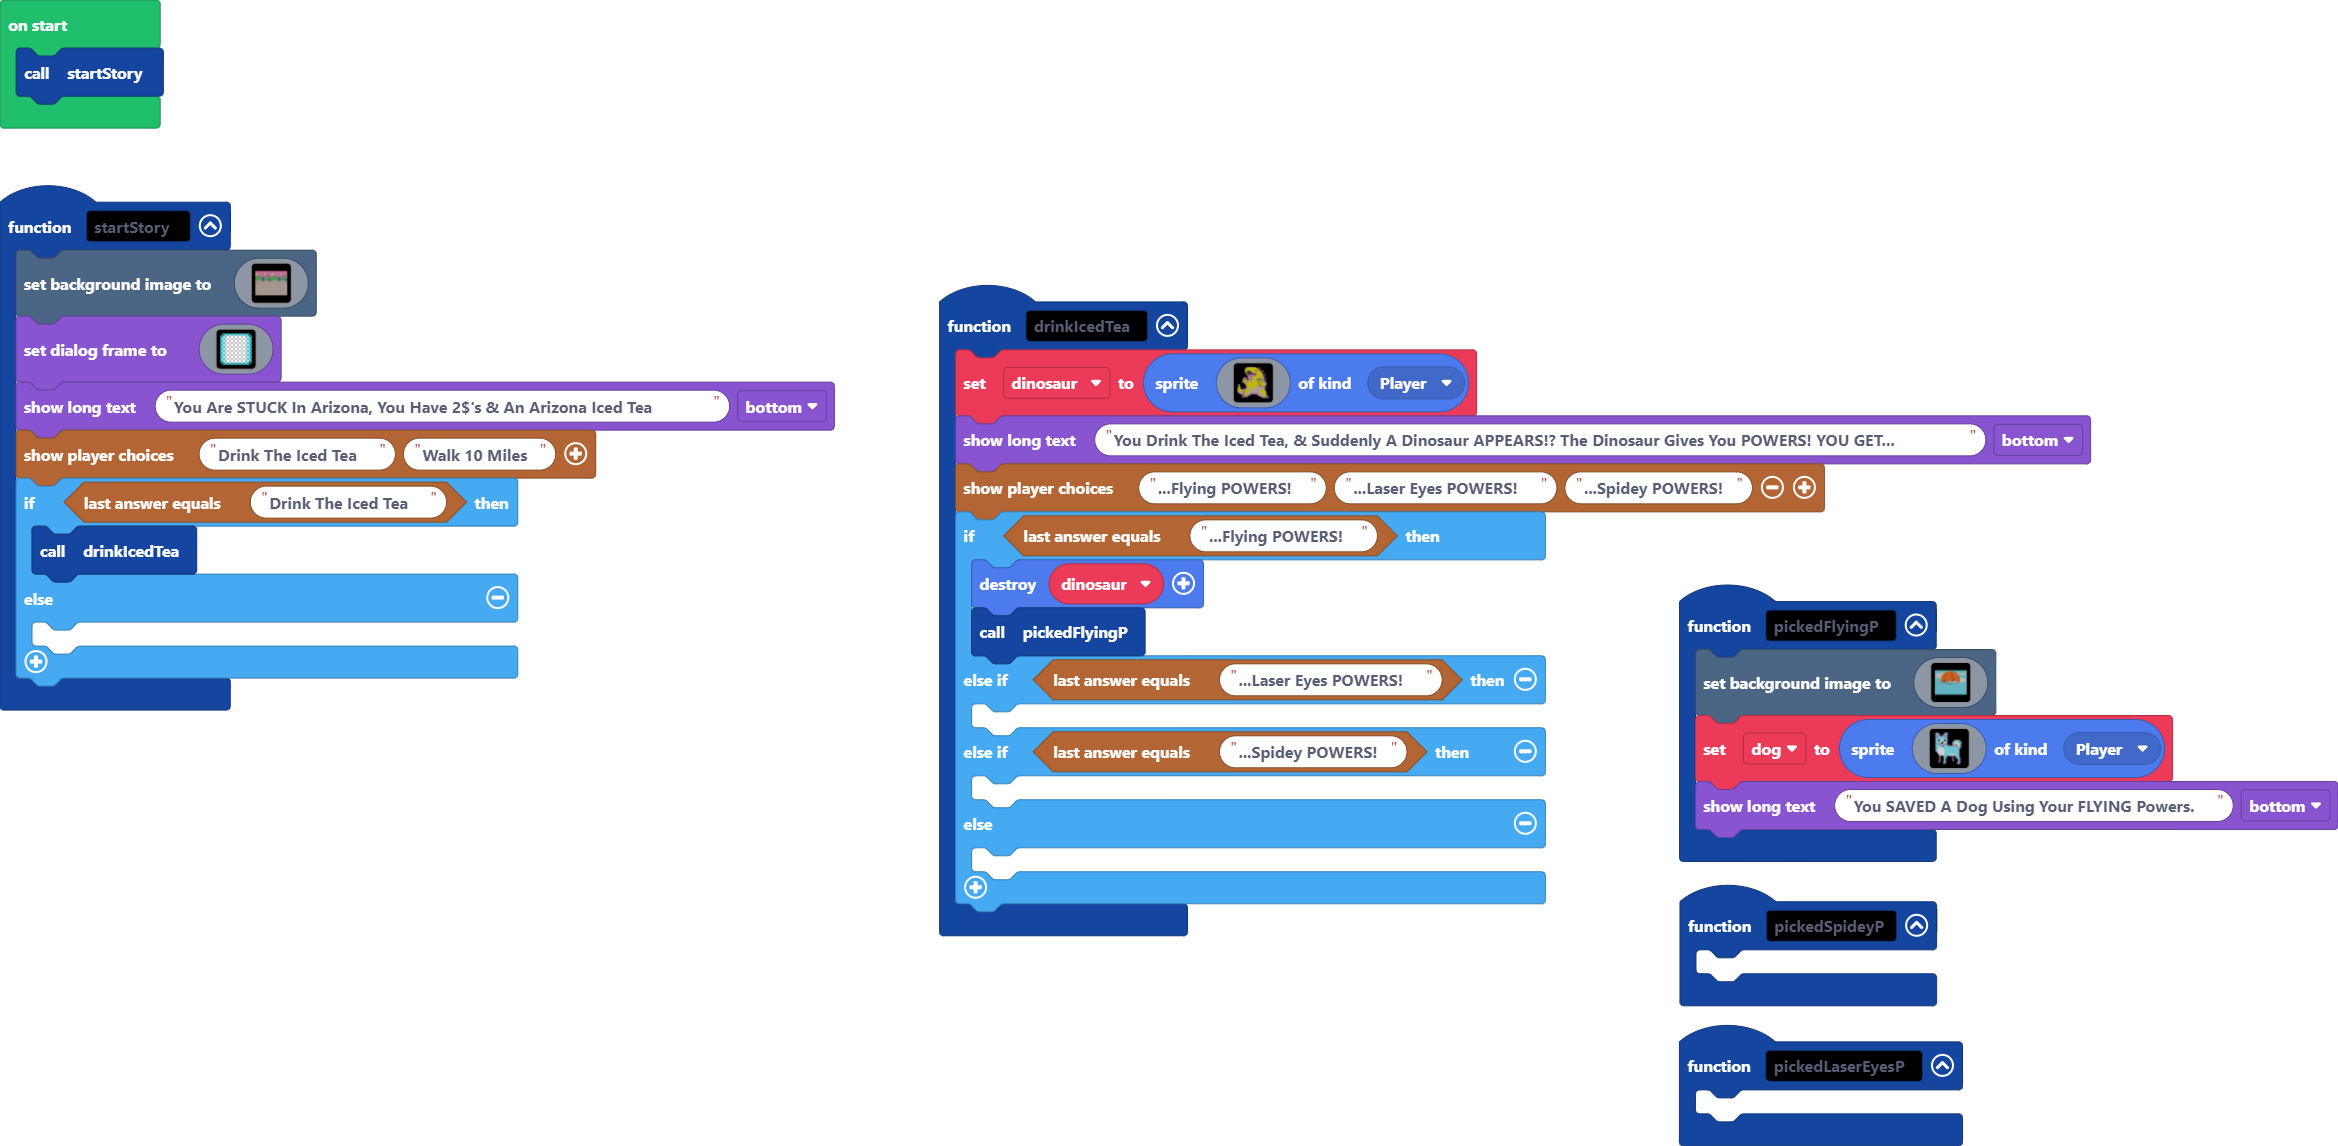 on start
call startStory
function startStory
set background image to
set dialog frame to
show long text "You Are STUCK In Arizona, You Have 2$'s & An Arizona Iced Tea" bottom
show player choices "Drink The Iced Tea" "Walk 10 Miles"
if last answer equals "Drink The Iced Tea" then
call drinkIcedTea
else
function drinkIcedTea
set dinosaur to sprite of kind Player
show long text "You Drink The Iced Tea, & Suddenly A Dinosaur APPEARS!? The Dinosaur Gives You POWERS! YOU GET..." bottom
show player choices "...Flying POWERS!" "...Laser Eyes POWERS!" "...Spidey POWERS!"
if last answer equals "...Flying POWERS!" then
destroy dinosaur
call pickedFlyingP
else if last answer equals "...Laser Eyes POWERS!" then
else if last answer equals "...Spidey POWERS!" then
else
function pickedFlyingP
set background image to
set dog to sprite of kind Player
show long text "You SAVED A Dog Using Your FLYING Powers." bottom
function pickedSpideyP
function pickedLaserEyesP